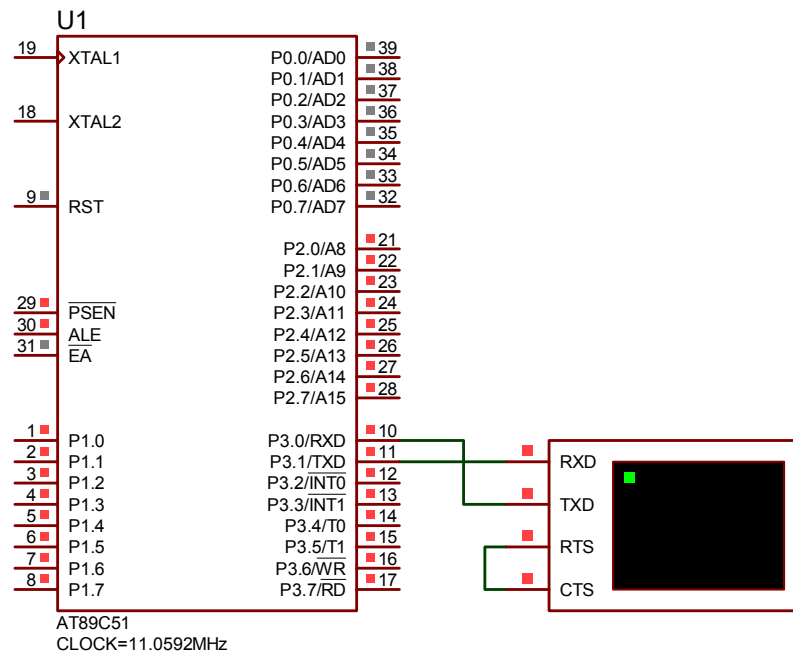 U1
19 XTAL1 P0.0/AD0 39
P0.1/AD1 38
P0.2/AD2 37
18 XTAL2 P0.3/AD3 36
P0.4/AD4 35
P0.5/AD5 34
P0.6/AD6 33
9 RST P0.7/AD7 32
P2.0/A8 21
P2.1/A9 22
P2.2/A10 23
29 PSEN P2.3/A11 24
30 ALE P2.4/A12 25
31 EA P2.5/A13 26
P2.6/A14 27
P2.7/A15 28
1 P1.0 P3.0/RXD 10
2 P1.1 P3.1/TXD 11 RXD
3 P1.2 P3.2/INT0 12
4 P1.3 P3.3/INT1 13 TXD
5 P1.4 P3.4/T0 14
6 P1.5 P3.5/T1 15 RTS
7 P1.6 P3.6/WR 16
8 P1.7 P3.7/RD 17 CTS
AT89C51
CLOCK=11.0592MHz